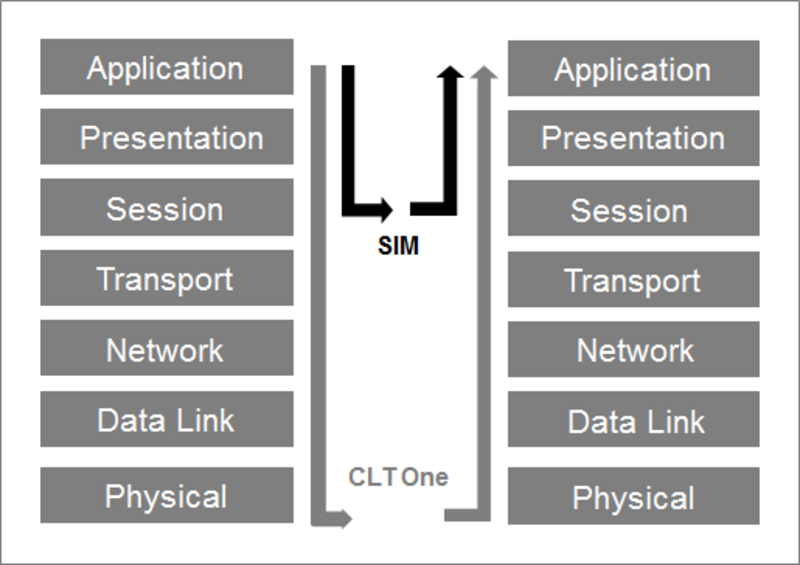 Application
Presentation
Session
Transport
Network
Data Link
Physical
SIM
CLT One
Application
Presentation
Session
Transport
Network
Data Link
Physical